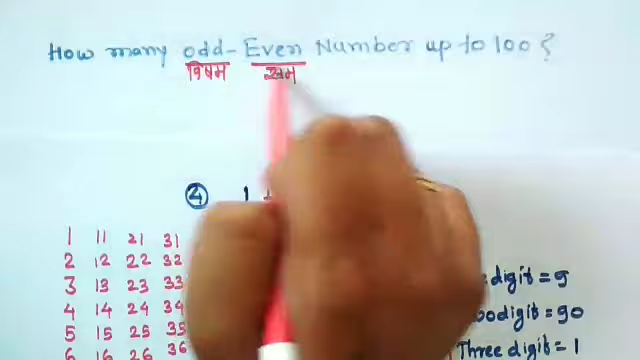 How many odd-Even Number up to 100 ?
विषम सम
④ 1
1 11 21 31
2 12 22 32
3 13 23 33 digit = 9
4 14 24 34 digit = 90
5 15 25 35 Three digit = 1
6 16 26 36